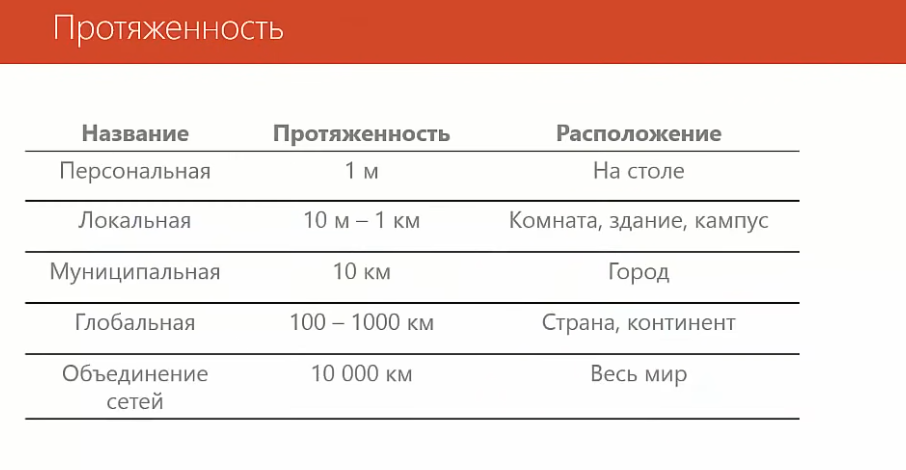 Протяженность
Название Протяженность Расположение
Персональная 1 м На столе
Локальная 10 м – 1 км Комната, здание, кампус
Муниципальная 10 км Город
Глобальная 100 – 1000 км Страна, континент
Объединение 10 000 км Весь мир
сетей